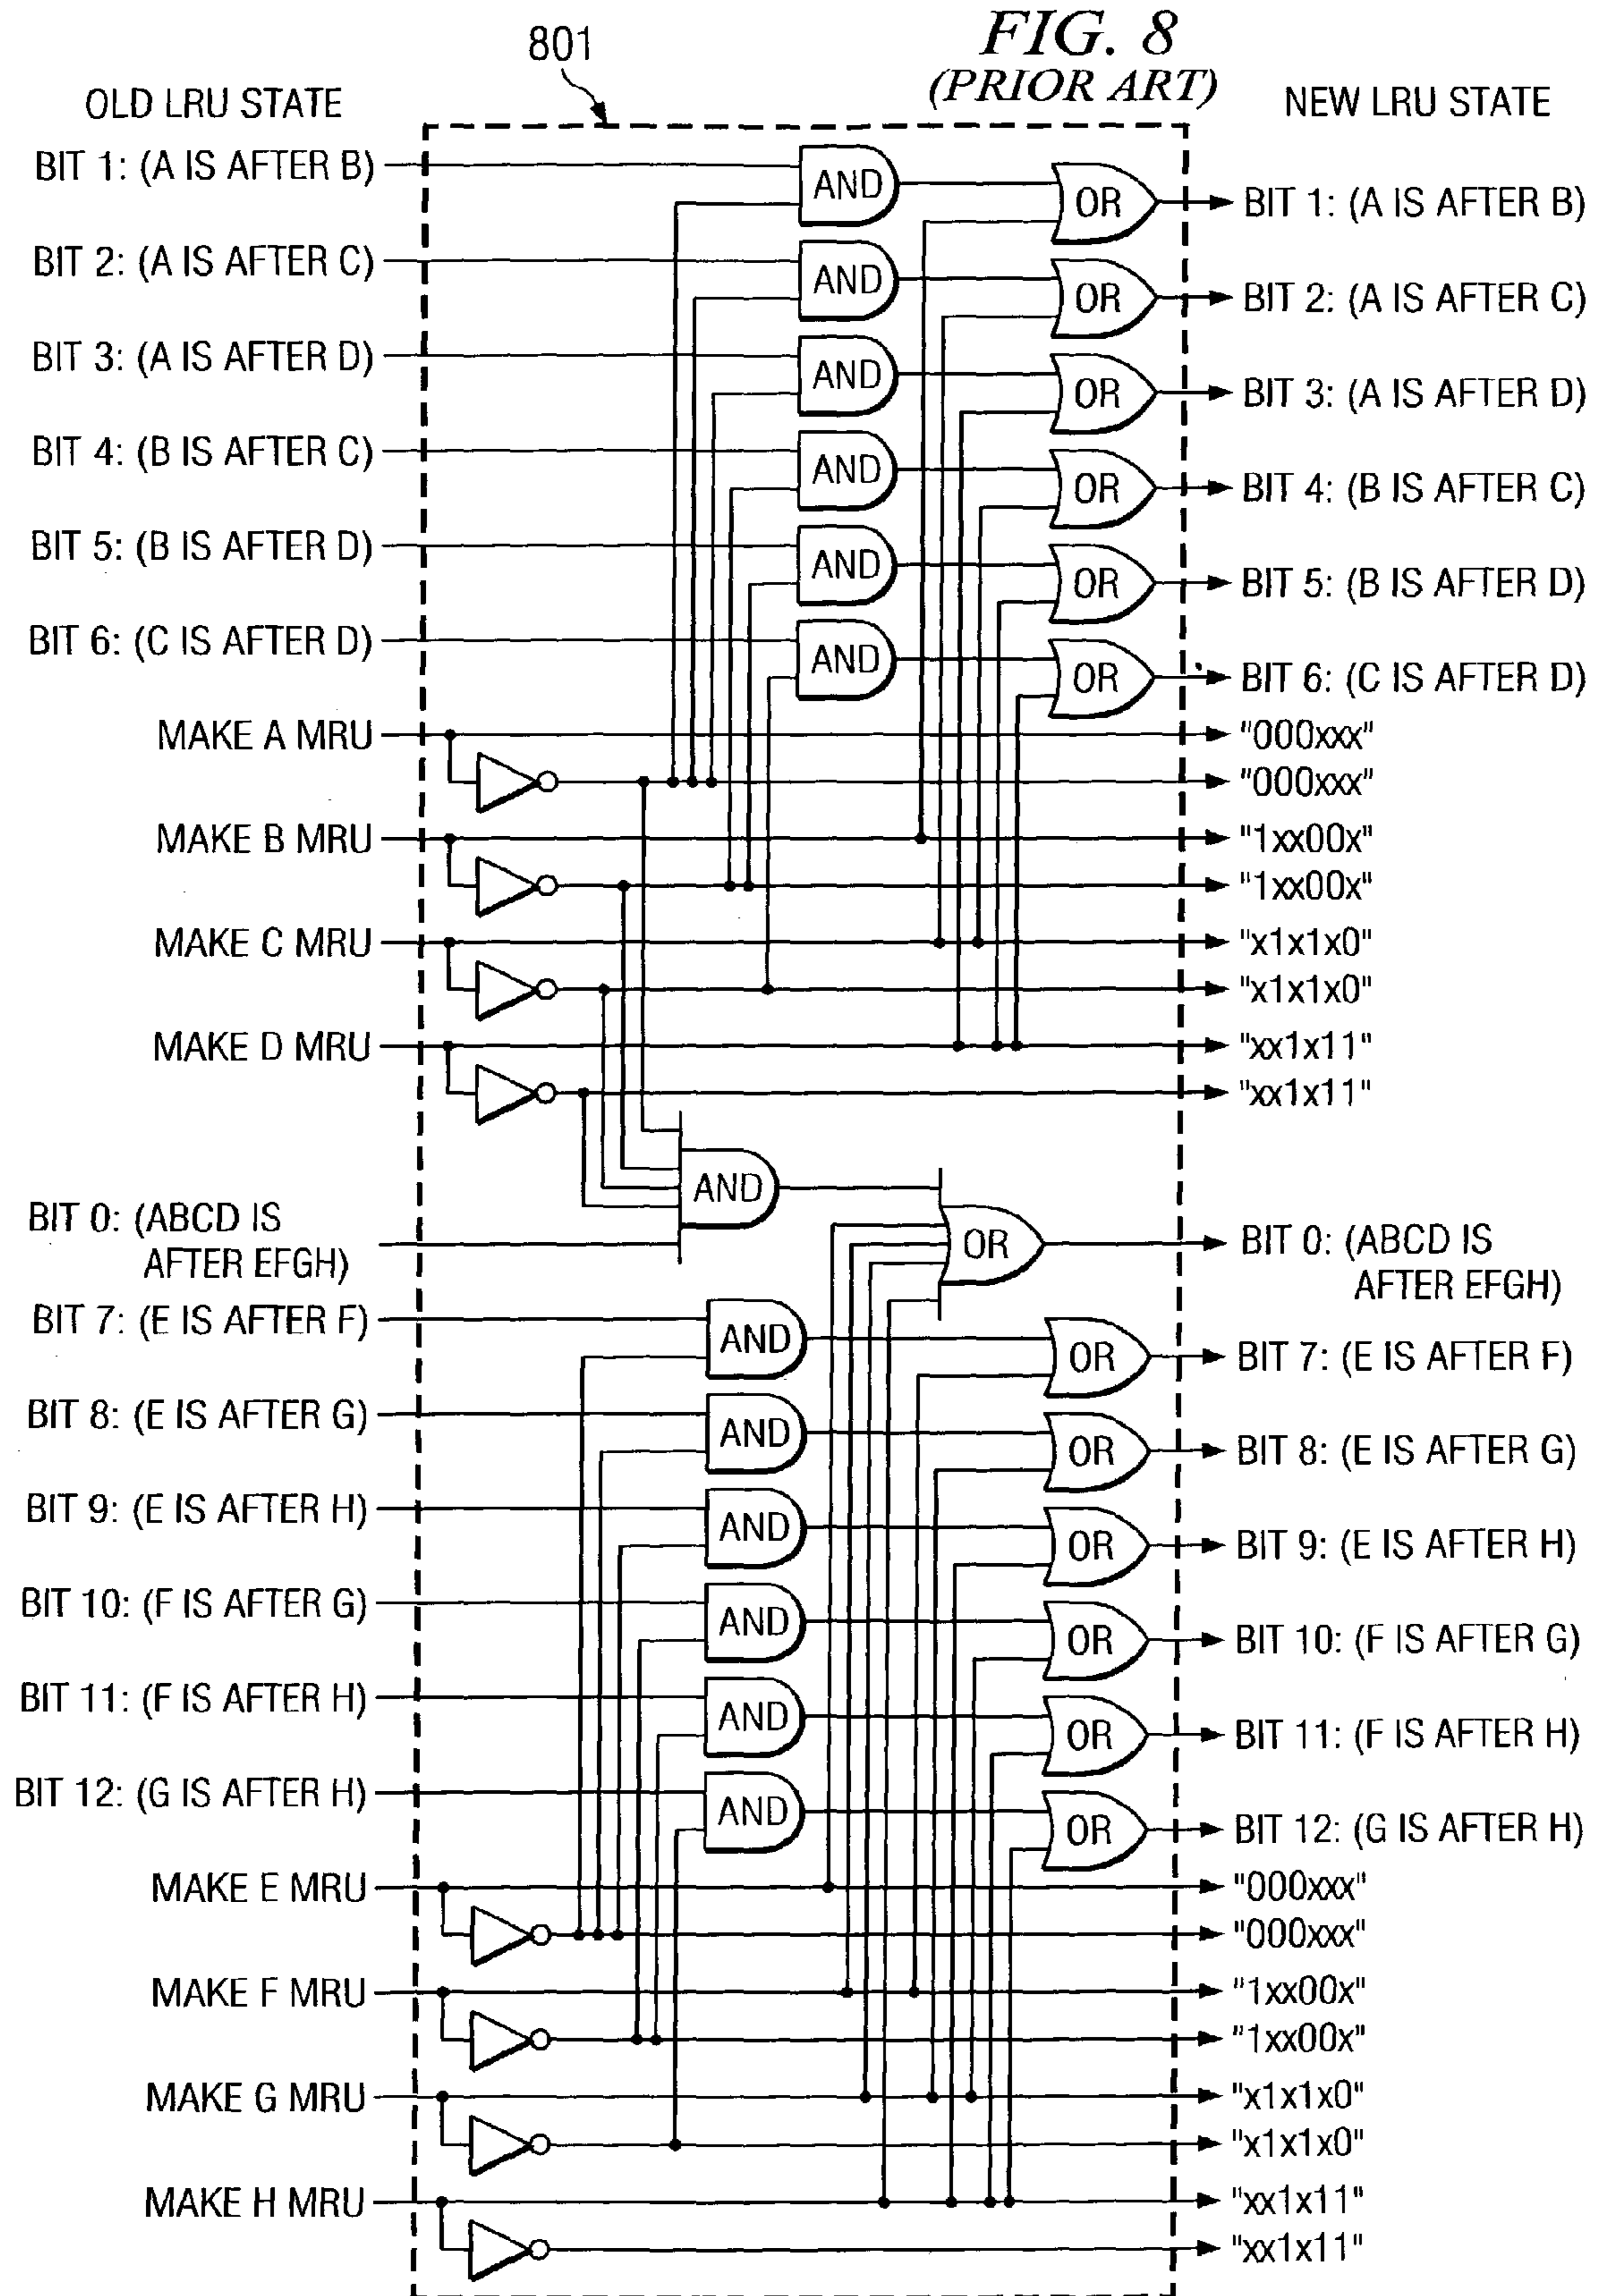 FIG. 8
(PRIOR ART)
801
OLD LRU STATE
NEW LRU STATE
BIT 1: (A IS AFTER B) AND OR BIT 1: (A IS AFTER B)
BIT 2: (A IS AFTER C) AND OR BIT 2: (A IS AFTER C)
BIT 3: (A IS AFTER D) AND OR BIT 3: (A IS AFTER D)
BIT 4: (B IS AFTER C) AND OR BIT 4: (B IS AFTER C)
BIT 5: (B IS AFTER D) AND OR BIT 5: (B IS AFTER D)
BIT 6: (C IS AFTER D) AND OR BIT 6: (C IS AFTER D)
MAKE A MRU "000xxx"
"000xxx"
MAKE B MRU "1xx00x"
"1xx00x"
MAKE C MRU "x1x1x0"
"x1x1x0"
MAKE D MRU "xx1x11"
"xx1x11"
AND
BIT 0: (ABCD IS OR BIT 0: (ABCD IS
AFTER EFGH) AFTER EFGH)
BIT 7: (E IS AFTER F) AND OR BIT 7: (E IS AFTER F)
BIT 8: (E IS AFTER G) AND OR BIT 8: (E IS AFTER G)
BIT 9: (E IS AFTER H) AND OR BIT 9: (E IS AFTER H)
BIT 10: (F IS AFTER G) AND OR BIT 10: (F IS AFTER G)
BIT 11: (F IS AFTER H) AND OR BIT 11: (F IS AFTER H)
BIT 12: (G IS AFTER H) AND OR BIT 12: (G IS AFTER H)
MAKE E MRU "000xxx"
"000xxx"
MAKE F MRU "1xx00x"
"1xx00x"
MAKE G MRU "x1x1x0"
"x1x1x0"
MAKE H MRU "xx1x11"
"xx1x11"